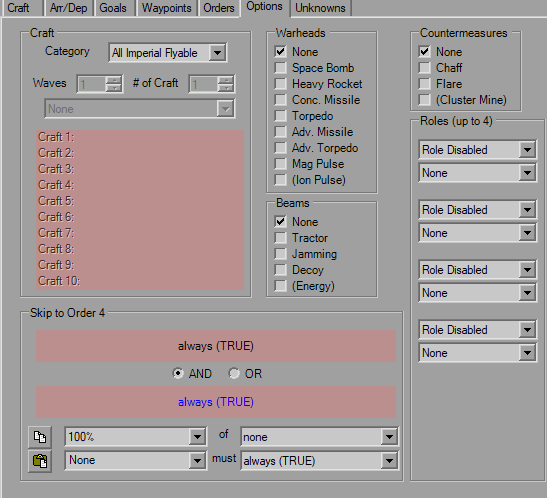 Craft Arr/Dep Goals Waypoints Orders Options Unknowns
Craft
Category All Imperial Flyable
Waves 1 # of Craft 1
None
Craft 1:
Craft 2:
Craft 3:
Craft 4:
Craft 5:
Craft 6:
Craft 7:
Craft 8:
Craft 9:
Craft 10:
Warheads
None
Space Bomb
Heavy Rocket
Conc. Missile
Torpedo
Adv. Missile
Adv. Torpedo
Mag Pulse
(Ion Pulse)
Beams
None
Tractor
Jamming
Decoy
(Energy)
Countermeasures
None
Chaff
Flare
(Cluster Mine)
Roles (up to 4)
Role Disabled
None
Role Disabled
None
Role Disabled
None
Role Disabled
None
Skip to Order 4
always (TRUE)
AND OR
always (TRUE)
100% of none
None must always (TRUE)